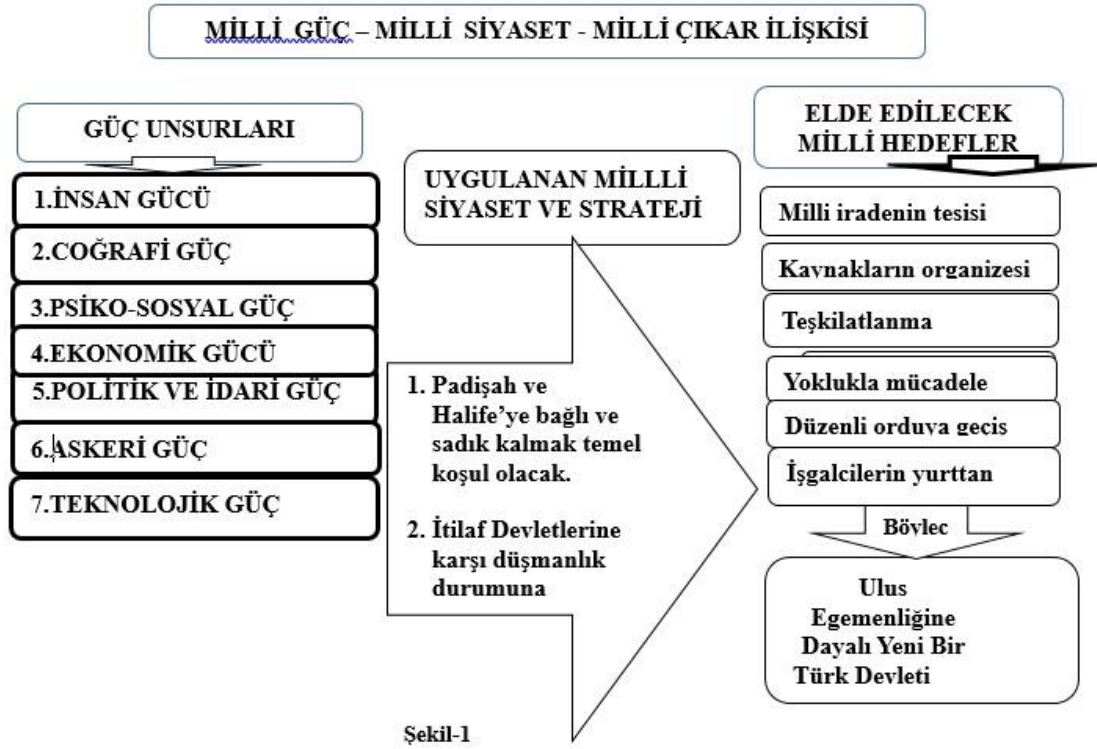 MİLLİ GÜÇ – MİLLİ SİYASET - MİLLİ ÇIKAR İLİŞKİSİ
GÜÇ UNSURLARI
1.İNSAN GÜCÜ
2.COĞRAFİ GÜÇ
3.PSİKO-SOSYAL GÜÇ
4.EKONOMİK GÜCÜ
5.POLİTİK VE İDARİ GÜÇ
6.ASKERİ GÜÇ
7.TEKNOLOJİK GÜÇ
UYGULANAN MİLLLİ
SİYASET VE STRATEJİ
1. Padişah ve
Halife’ye bağlı ve
sadık kalmak temel
koşul olacak.
2. İtilaf Devletlerine
karşı düşmanlık
durumuna
ELDE EDİLECEK
MİLLİ HEDEFLER
Milli iradenin tesisi
Kaynakların organizesi
Teşkilatlanma
Yoklukla mücadele
Düzenli orduya geçiş
İşgalcilerin yurttan
Böylec
Ulus
Egemenliğine
Dayalı Yeni Bir
Türk Devleti
Şekil-1